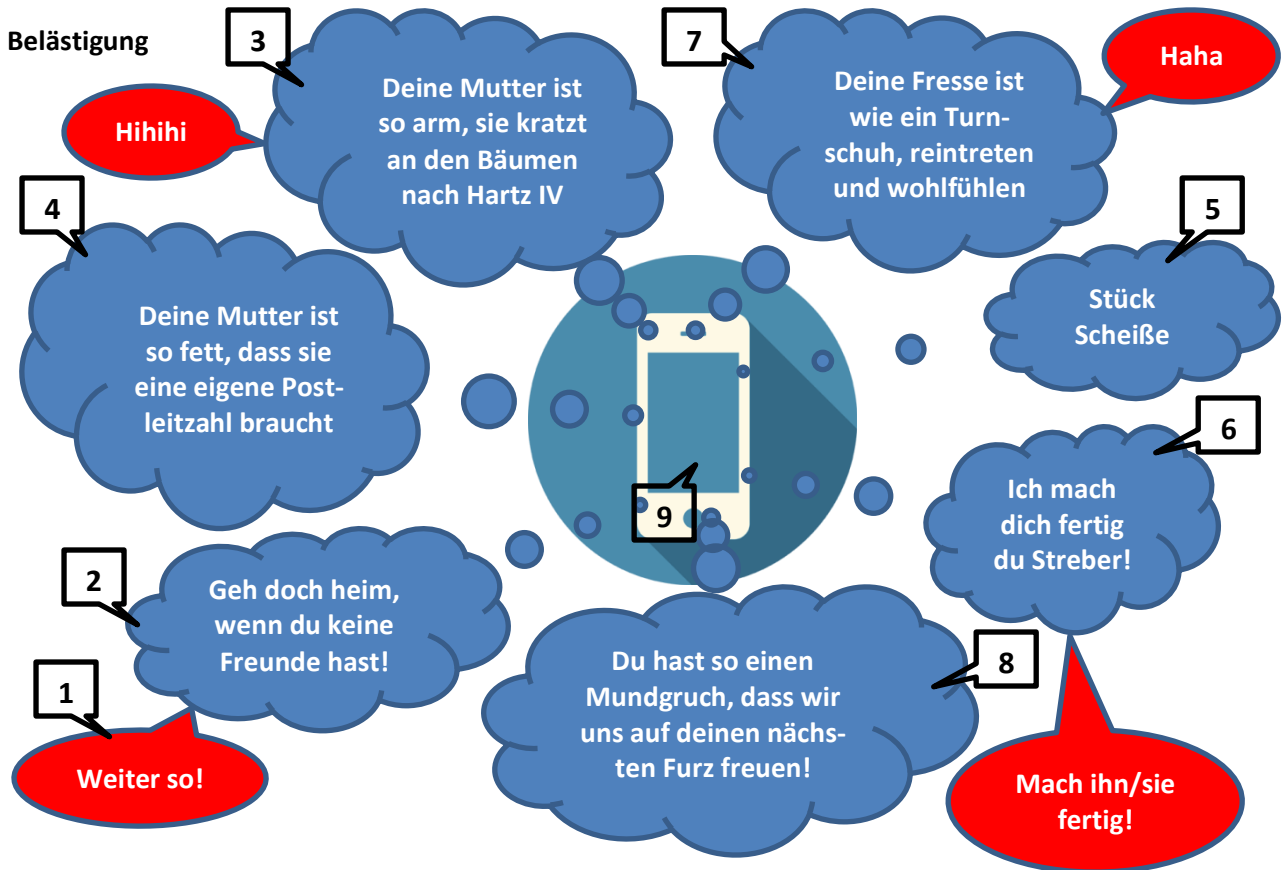 Belästigung
3
Deine Mutter ist
so arm, sie kratzt
an den Bäumen
nach Hartz IV
Hihihi
7
Deine Fresse ist
wie ein Turn-
schuh, reintreten
und wohlfühlen
Haha
4
Deine Mutter ist
so fett, dass sie
eine eigene Post-
leitzahl braucht
5
Stück
Scheiße
6
Ich mach
dich fertig
du Streber!
9
2
Geh doch heim,
wenn du keine
Freunde hast!
1
Weiter so!
8
Du hast so einen
Mundgruch, dass wir
uns auf deinen nächs-
ten Furz freuen!
Mach ihn/sie
fertig!